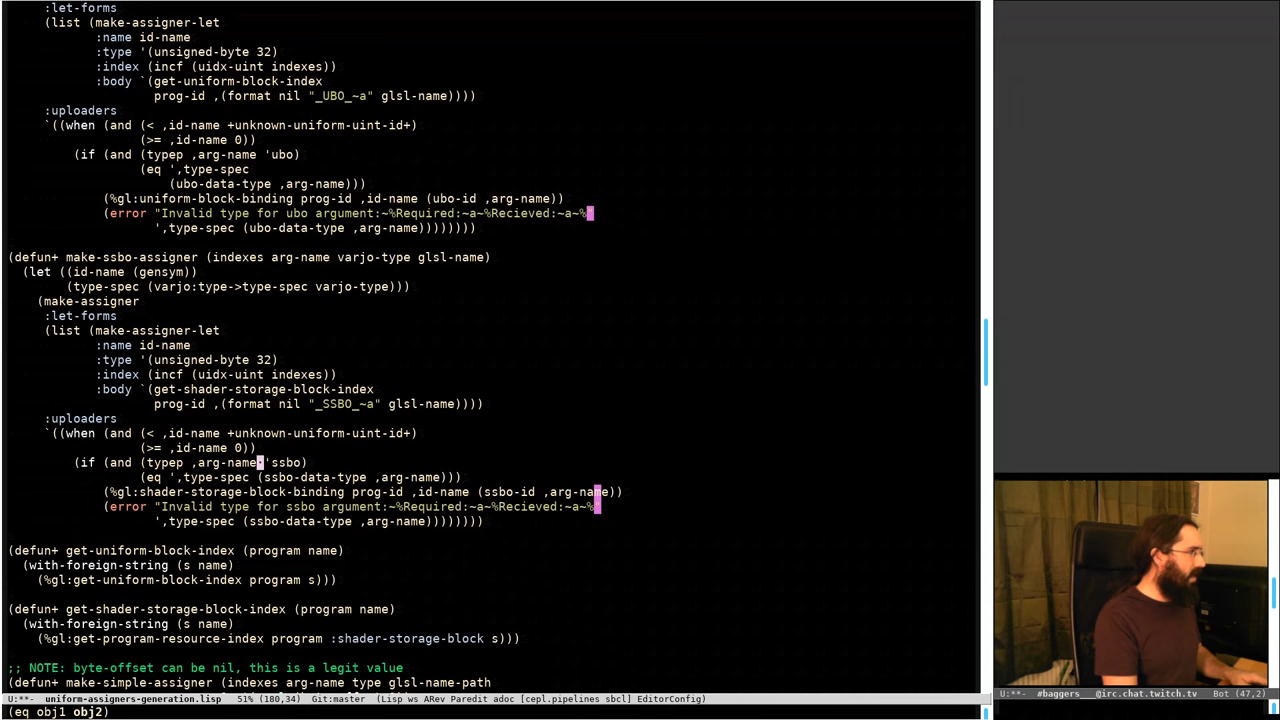 :let-forms
(list (make-assigner-let
:name id-name
:type '(unsigned-byte 32)
:index (incf (uidx-uint indexes))
:body `(get-uniform-block-index
prog-id ,(format nil "_UBO_~a" glsl-name))))
:uploaders
`((when (and (< ,id-name +unknown-uniform-uint-id+)
(>= ,id-name 0))
(if (and (typep ,arg-name 'ubo)
(eq ',type-spec
(ubo-data-type ,arg-name)))
(%gl:uniform-block-binding prog-id ,id-name (ubo-id ,arg-name))
(error "Invalid type for ubo argument:~%Required:~a~%Recieved:~a~%"
',type-spec (ubo-data-type ,arg-name))))))))
(defun+ make-ssbo-assigner (indexes arg-name varjo-type glsl-name)
(let ((id-name (gensym))
(type-spec (varjo:type->type-spec varjo-type)))
(make-assigner
:let-forms
(list (make-assigner-let
:name id-name
:type '(unsigned-byte 32)
:index (incf (uidx-uint indexes))
:body `(get-shader-storage-block-index
prog-id ,(format nil "_SSBO_~a" glsl-name))))
:uploaders
`((when (and (< ,id-name +unknown-uniform-uint-id+)
(>= ,id-name 0))
(if (and (typep ,arg-name 'ssbo)
(eq ',type-spec (ssbo-data-type ,arg-name)))
(%gl:shader-storage-block-binding prog-id ,id-name (ssbo-id ,arg-name))
(error "Invalid type for ssbo argument:~%Required:~a~%Recieved:~a~%"
',type-spec (ssbo-data-type ,arg-name))))))))
(defun+ get-uniform-block-index (program name)
(with-foreign-string (s name)
(%gl:get-uniform-block-index program s)))
(defun+ get-shader-storage-block-index (program name)
(with-foreign-string (s name)
(%gl:get-program-resource-index program :shader-storage-block s)))
;; NOTE: byte-offset can be nil, this is a legit value
(defun+ make-simple-assigner (indexes arg-name type glsl-name-path
U:**-  uniform-assigners-generation.lisp   51% (180,34)   Git:master  (Lisp ws ARev Paredit adoc [cepl.pipelines sbcl] EditorConfig)
U:**-  #baggers___@irc.chat.twitch.tv   Bot (47,2)
(eq obj1 obj2)